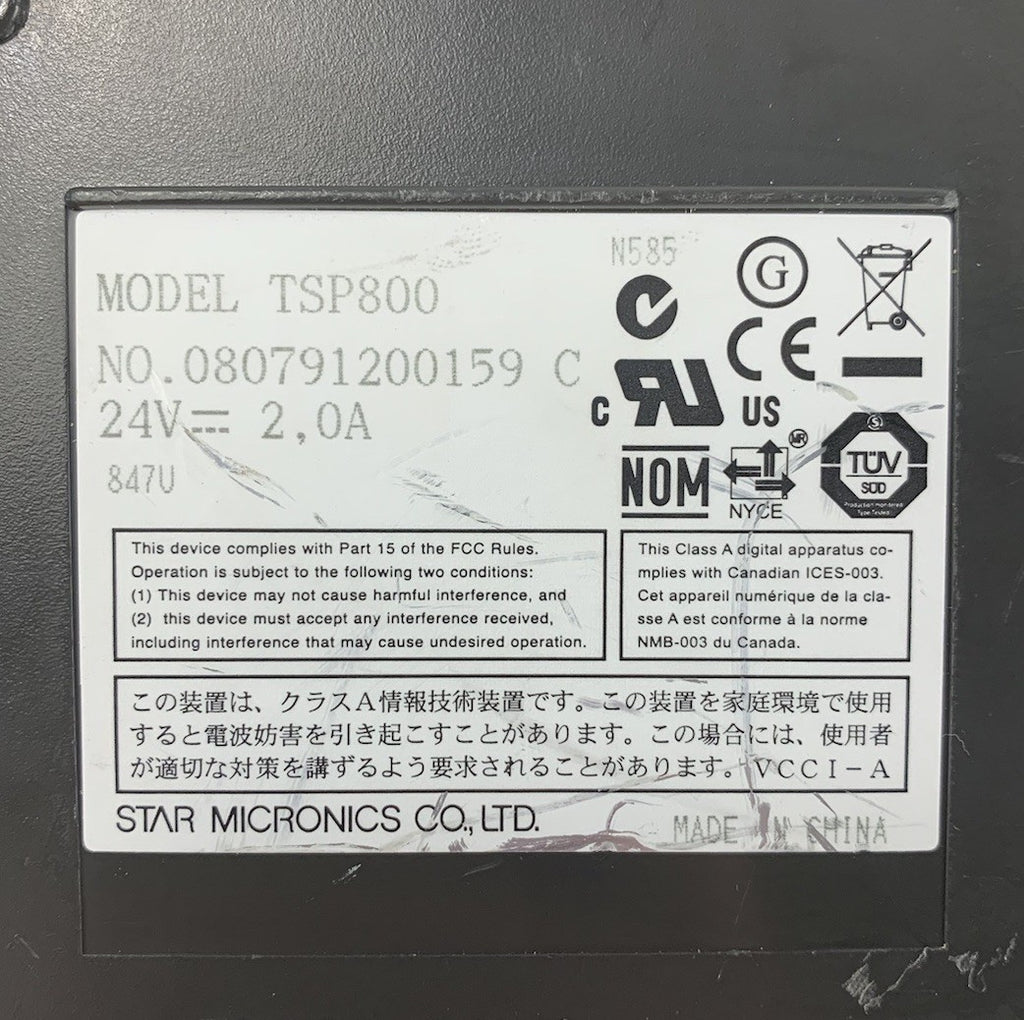 MODEL TSP800
NO.080791200159 C
24V⎓ 2,0A
847U
N585
G
CE
c RU US
NOM
NYCE
MR
S
TÜV
SÜD
Production monitored
Type Tested
This device complies with Part 15 of the FCC Rules.
Operation is subject to the following two conditions:
(1) This device may not cause harmful interference, and
(2) this device must accept any interference received,
including interference that may cause undesired operation.
This Class A digital apparatus co-
mplies with Canadian ICES-003.
Cet appareil numérique de la cla-
sse A est conforme à la norme
NMB-003 du Canada.
この装置は、クラスA情報技術装置です。この装置を家庭環境で使用
すると電波妨害を引き起こすことがあります。この場合には、使用者
が適切な対策を講ずるよう要求されることがあります。VCCI-A
STAR MICRONICS CO., LTD.
MADE IN CHINA